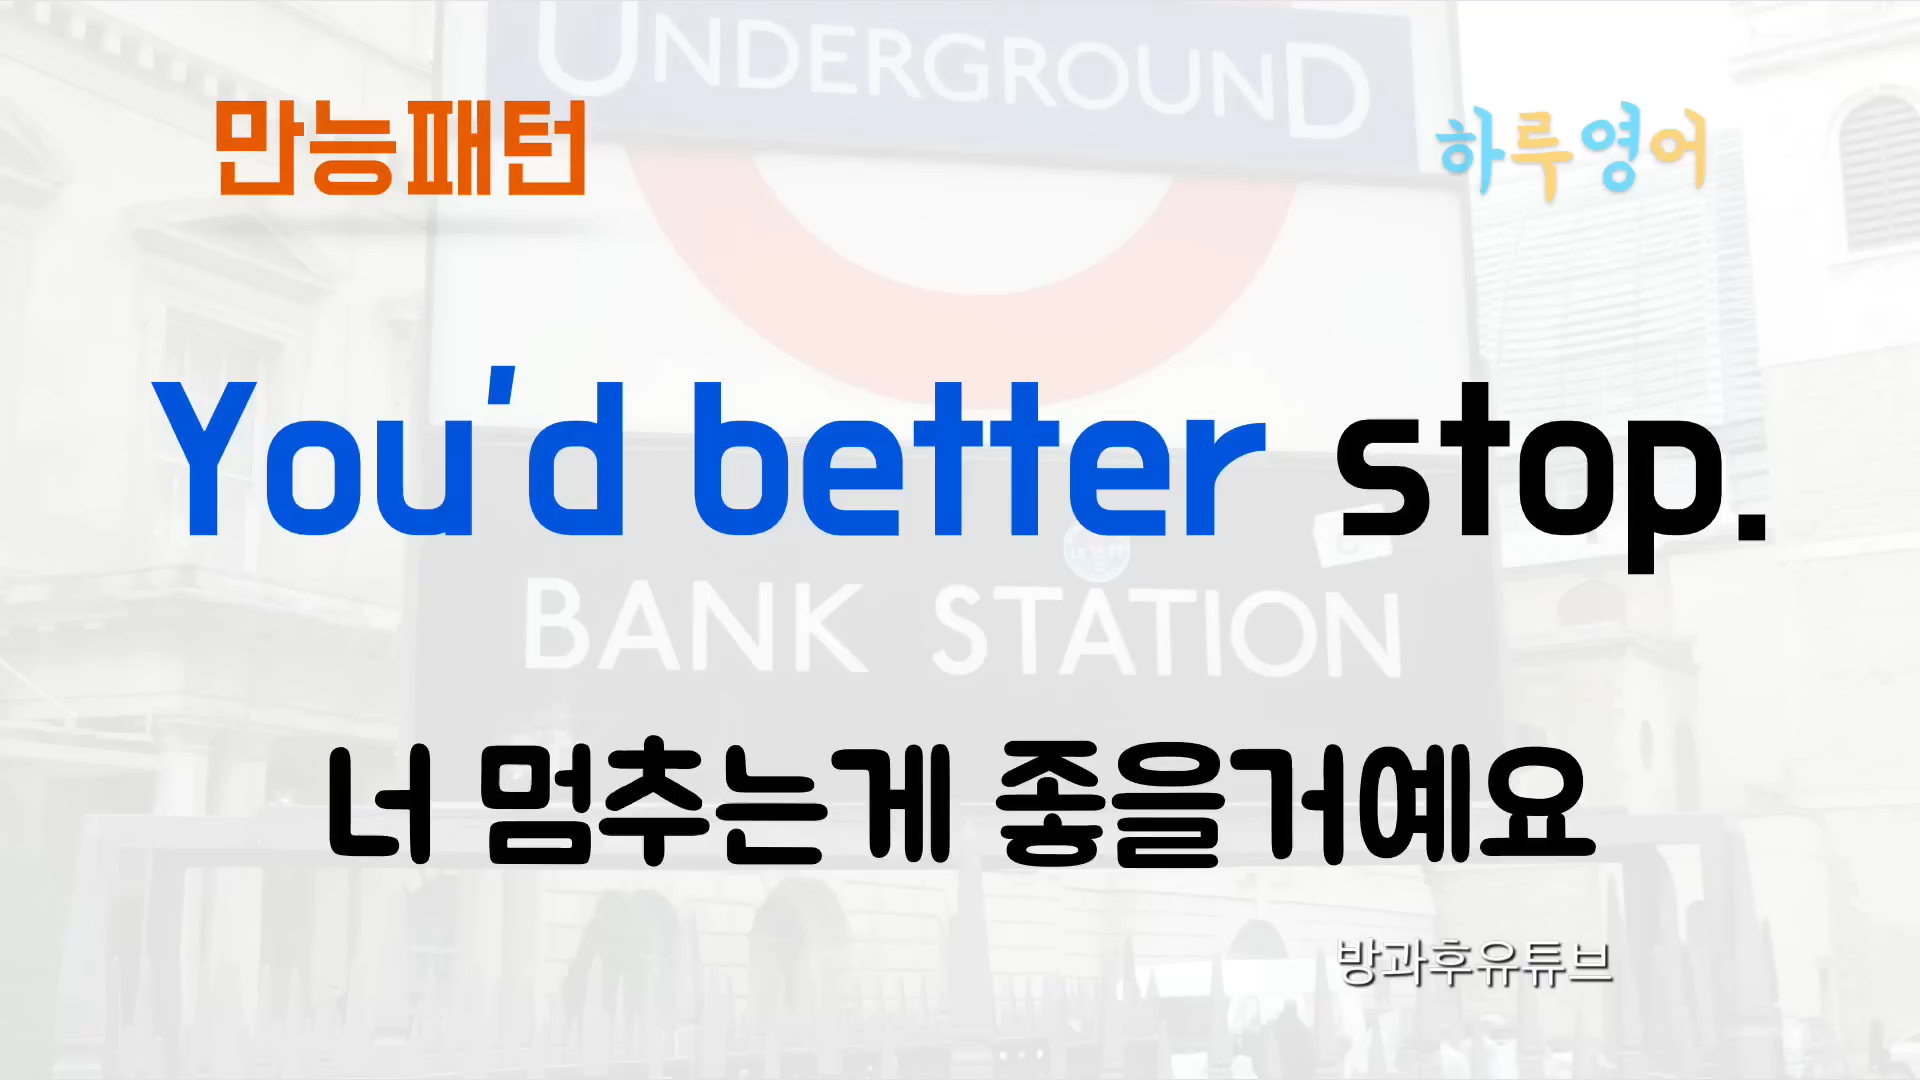 UNDERGROUND
만능패턴
하루영어
You'd better stop.
BANK STATION
너 멈추는게 좋을거예요
방과후유튜브